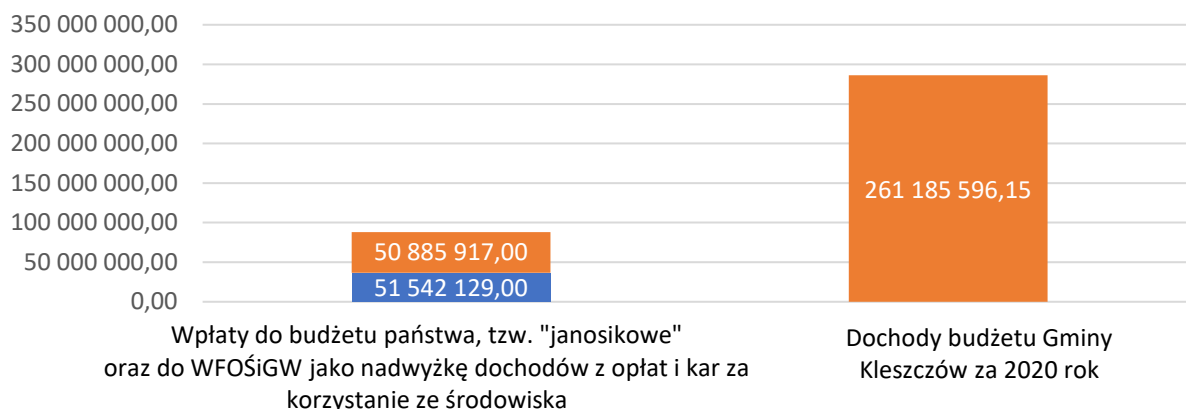 350 000 000,00
300 000 000,00
250 000 000,00
200 000 000,00
150 000 000,00
100 000 000,00
50 000 000,00
0,00
261 185 596,15
50 885 917,00
51 542 129,00
Wpłaty do budżetu państwa, tzw. "janosikowe"
oraz do WFOŚiGW jako nadwyżkę dochodów z opłat i kar za
korzystanie ze środowiska
Dochody budżetu Gminy
Kleszczów za 2020 rok